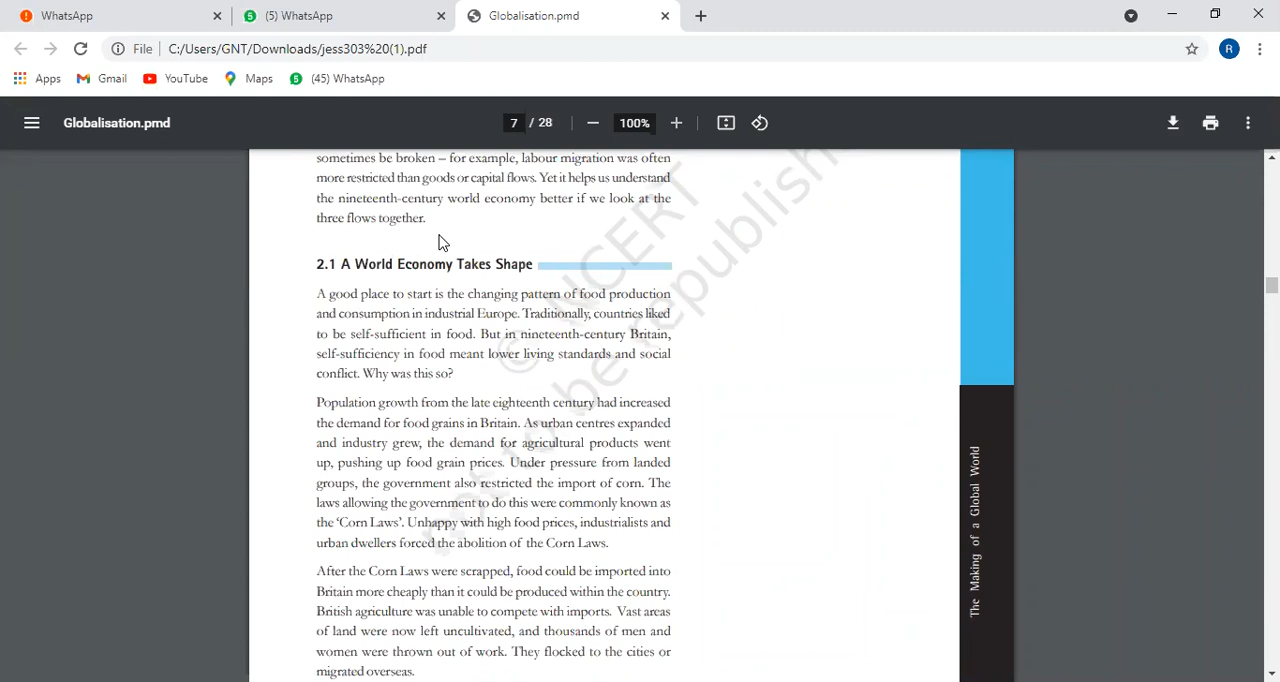 WhatsApp
(5) WhatsApp
Globalisation.pmd
File
C:/Users/GNT/Downloads/jess303%20(1).pdf
R
Apps
Gmail
YouTube
Maps
(45) WhatsApp
Globalisation.pmd
7 / 28
100%
sometimes be broken – for example, labour migration was often
more restricted than goods or capital flows. Yet it helps us understand
the nineteenth-century world economy better if we look at the
three flows together.
2.1 A World Economy Takes Shape
A good place to start is the changing pattern of food production
and consumption in industrial Europe. Traditionally, countries liked
to be self-sufficient in food. But in nineteenth-century Britain,
self-sufficiency in food meant lower living standards and social
conflict. Why was this so?
Population growth from the late eighteenth century had increased
the demand for food grains in Britain. As urban centres expanded
and industry grew, the demand for agricultural products went
up, pushing up food grain prices. Under pressure from landed
groups, the government also restricted the import of corn. The
laws allowing the government to do this were commonly known as
the ‘Corn Laws’. Unhappy with high food prices, industrialists and
urban dwellers forced the abolition of the Corn Laws.
After the Corn Laws were scrapped, food could be imported into
Britain more cheaply than it could be produced within the country.
British agriculture was unable to compete with imports. Vast areas
of land were now left uncultivated, and thousands of men and
women were thrown out of work. They flocked to the cities or
migrated overseas.
The Making of a Global World
© NCERT
not to be republished